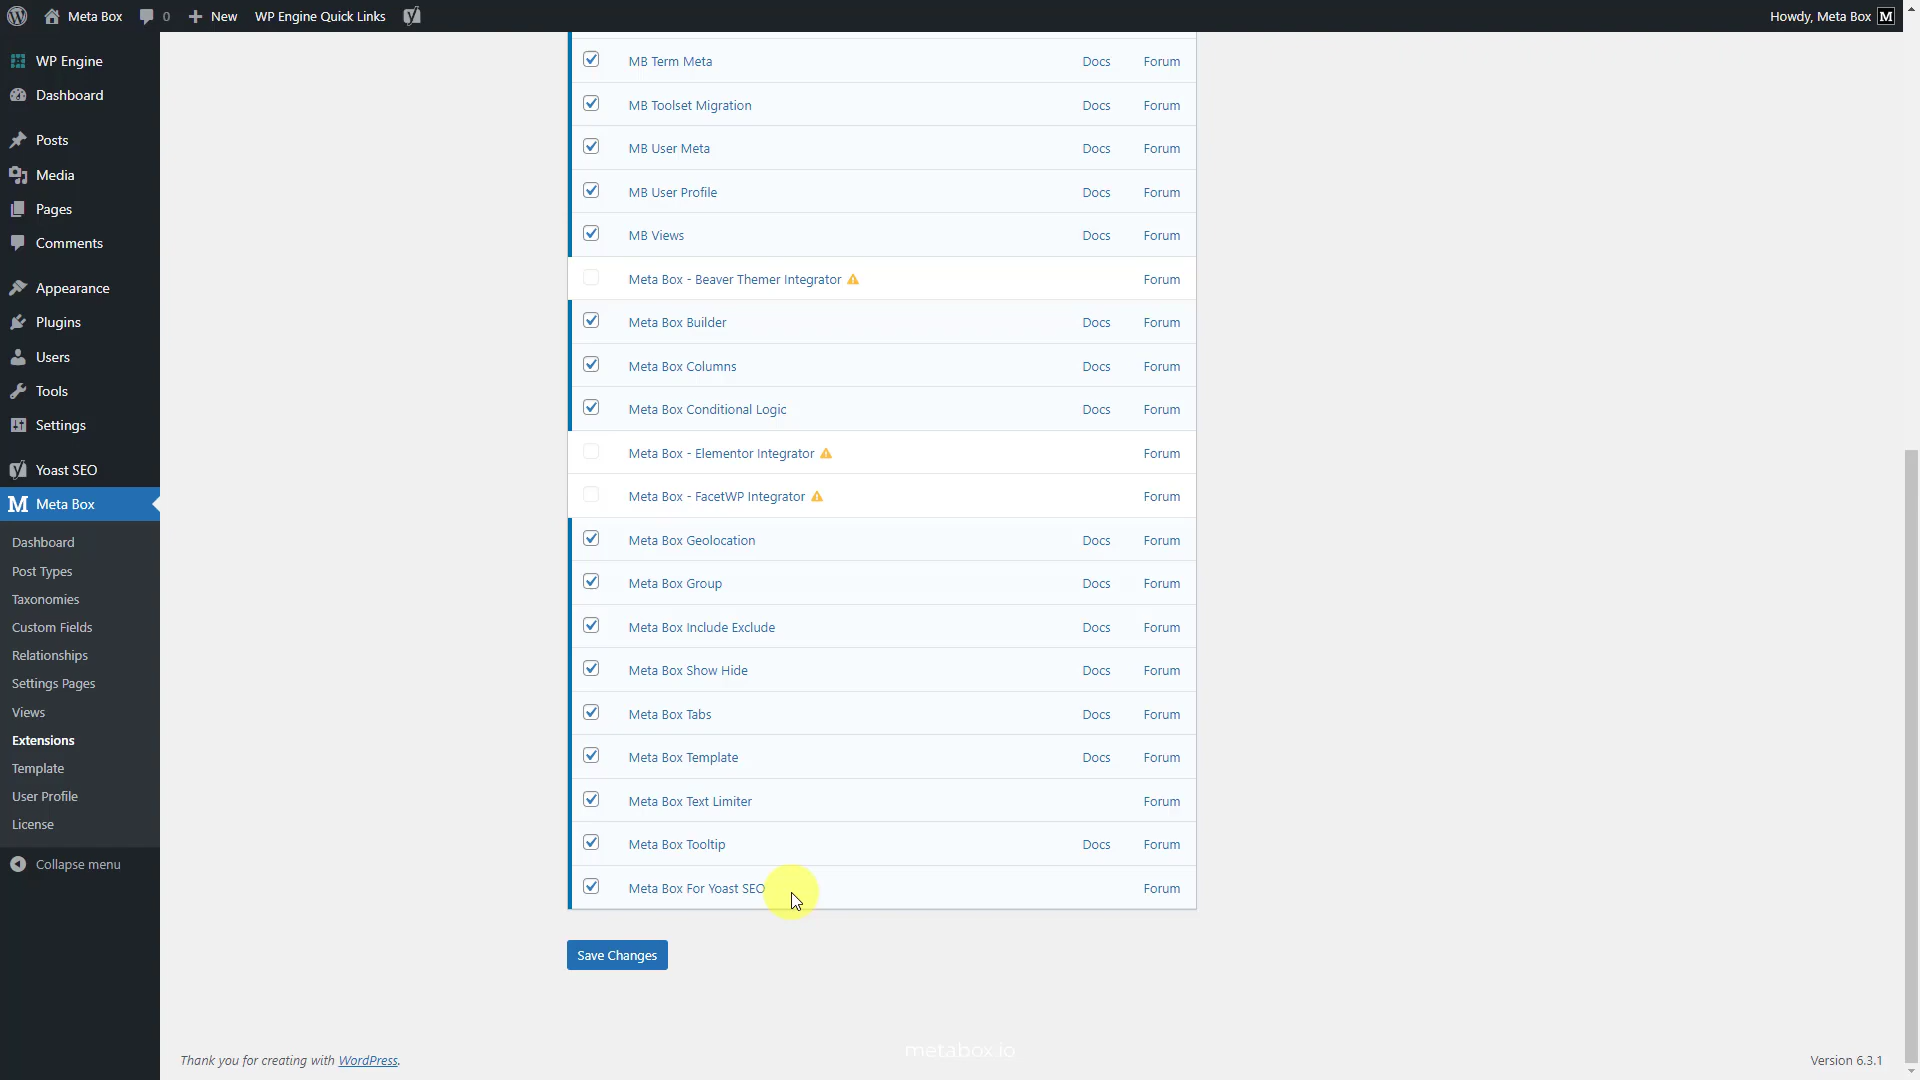 Meta Box 0 New WP Engine Quick Links Howdy, Meta Box M
WP Engine
Dashboard
Posts
Media
Pages
Comments
Appearance
Plugins
Users
Tools
Settings
Yoast SEO
M Meta Box
Dashboard
Post Types
Taxonomies
Custom Fields
Relationships
Settings Pages
Views
Extensions
Template
User Profile
License
Collapse menu
MB Term Meta Docs Forum
MB Toolset Migration Docs Forum
MB User Meta Docs Forum
MB User Profile Docs Forum
MB Views Docs Forum
Meta Box - Beaver Themer Integrator Forum
Meta Box Builder Docs Forum
Meta Box Columns Docs Forum
Meta Box Conditional Logic Docs Forum
Meta Box - Elementor Integrator Forum
Meta Box - FacetWP Integrator Forum
Meta Box Geolocation Docs Forum
Meta Box Group Docs Forum
Meta Box Include Exclude Docs Forum
Meta Box Show Hide Docs Forum
Meta Box Tabs Docs Forum
Meta Box Template Docs Forum
Meta Box Text Limiter Forum
Meta Box Tooltip Docs Forum
Meta Box For Yoast SEO Forum
Save Changes
metabox.io
Thank you for creating with WordPress. Version 6.3.1